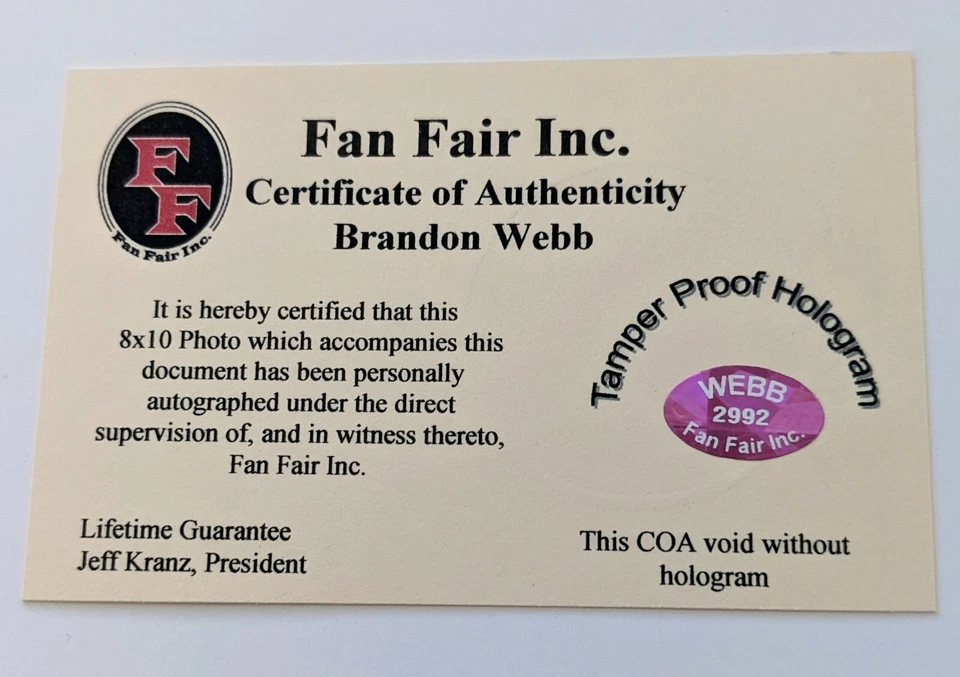 Fan Fair Inc.
Certificate of Authenticity
Brandon Webb
FF
Fan Fair Inc.
It is hereby certified that this
8x10 Photo which accompanies this
document has been personally
autographed under the direct
supervision of, and in witness thereto,
Fan Fair Inc.
Tamper Proof Hologram
WEBB
2992
Fan Fair Inc.
Lifetime Guarantee
Jeff Kranz, President
This COA void without
hologram